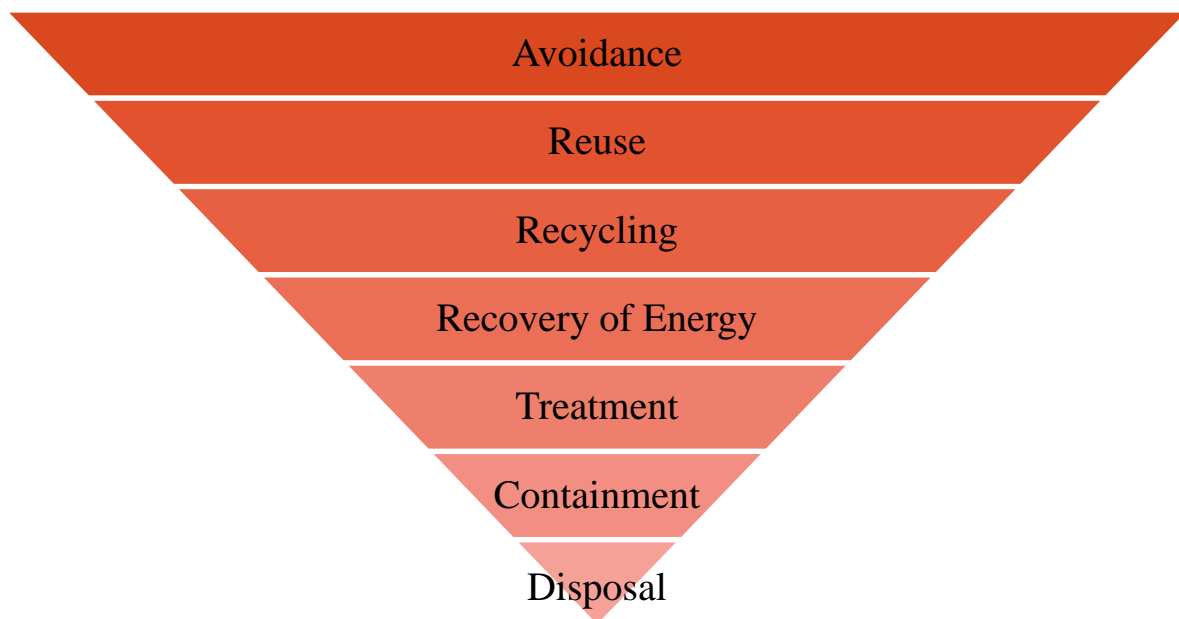 Avoidance
Reuse
Recycling
Recovery of Energy
Treatment
Containment
Disposal